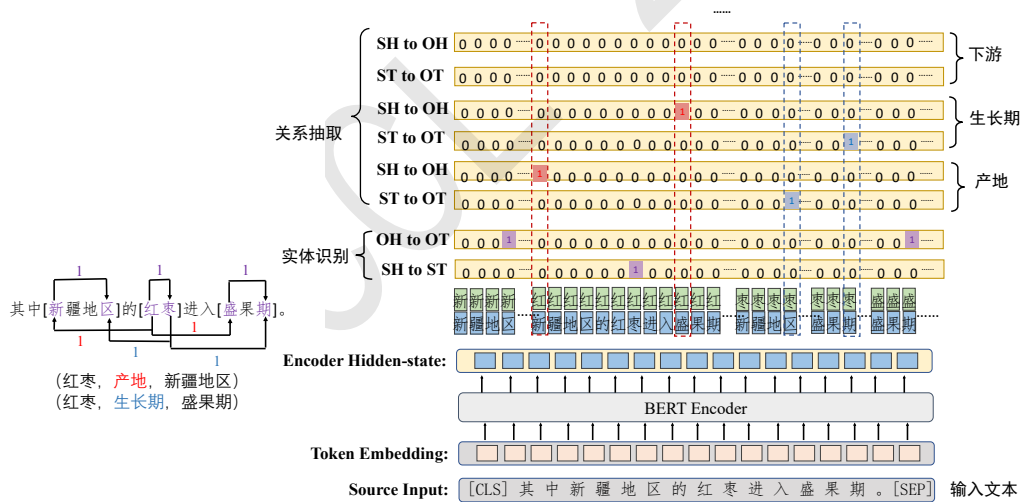 ……
SH to OH 0 0 0 0 …… 0 0 0 0 0 0 0 0 0 0 0 0 …… 0 0 0 0 …… 0 0 0 …… 0 0 0 ……
下游
ST to OT 0 0 0 0 …… 0 0 0 0 0 0 0 0 0 0 0 0 …… 0 0 0 0 …… 0 0 0 …… 0 0 0 ……
关系抽取
SH to OH 0 0 0 0 …… 0 0 0 0 0 0 0 0 0 1 0 0 …… 0 0 0 0 …… 0 0 0 …… 0 0 0 ……
生长期
ST to OT 0 0 0 0 …… 0 0 0 0 0 0 0 0 0 0 0 0 …… 0 0 0 0 …… 0 0 1 …… 0 0 0 ……
SH to OH 0 0 0 0 …… 1 0 0 0 0 0 0 0 0 0 0 0 …… 0 0 0 0 …… 0 0 0 …… 0 0 0 ……
产地
ST to OT 0 0 0 0 …… 0 0 0 0 0 0 0 0 0 0 0 0 …… 0 0 0 1 …… 0 0 0 …… 0 0 0 ……
实体识别
OH to OT 0 0 0 1 …… 0 0 0 0 0 0 0 0 0 0 0 0 …… 0 0 0 0 …… 0 0 0 …… 0 0 1 ……
SH to ST 0 0 0 0 …… 0 0 0 0 0 0 1 0 0 0 0 0 …… 0 0 0 0 …… 0 0 0 …… 0 0 0 ……
新 新 新 新 红 红 红 红 红 红 红 红 红 红 红 红 枣 枣 枣 枣 枣 枣 枣 盛 盛 盛
新 疆 地 区 …… 新 疆 地 区 的 红 枣 进 入 盛 果 期 …… 新 疆 地 区 …… 盛 果 期 …… 盛 果 期 ……
1 1 1
其中[新疆地区]的[红枣]进入[盛果期]。
1 1
1 1
(红枣，产地，新疆地区)
(红枣，生长期，盛果期)
Encoder Hidden-state:
BERT Encoder
Token Embedding:
Source Input: [CLS] 其 中 新 疆 地 区 的 红 枣 进 入 盛 果 期 。[SEP] 输入文本